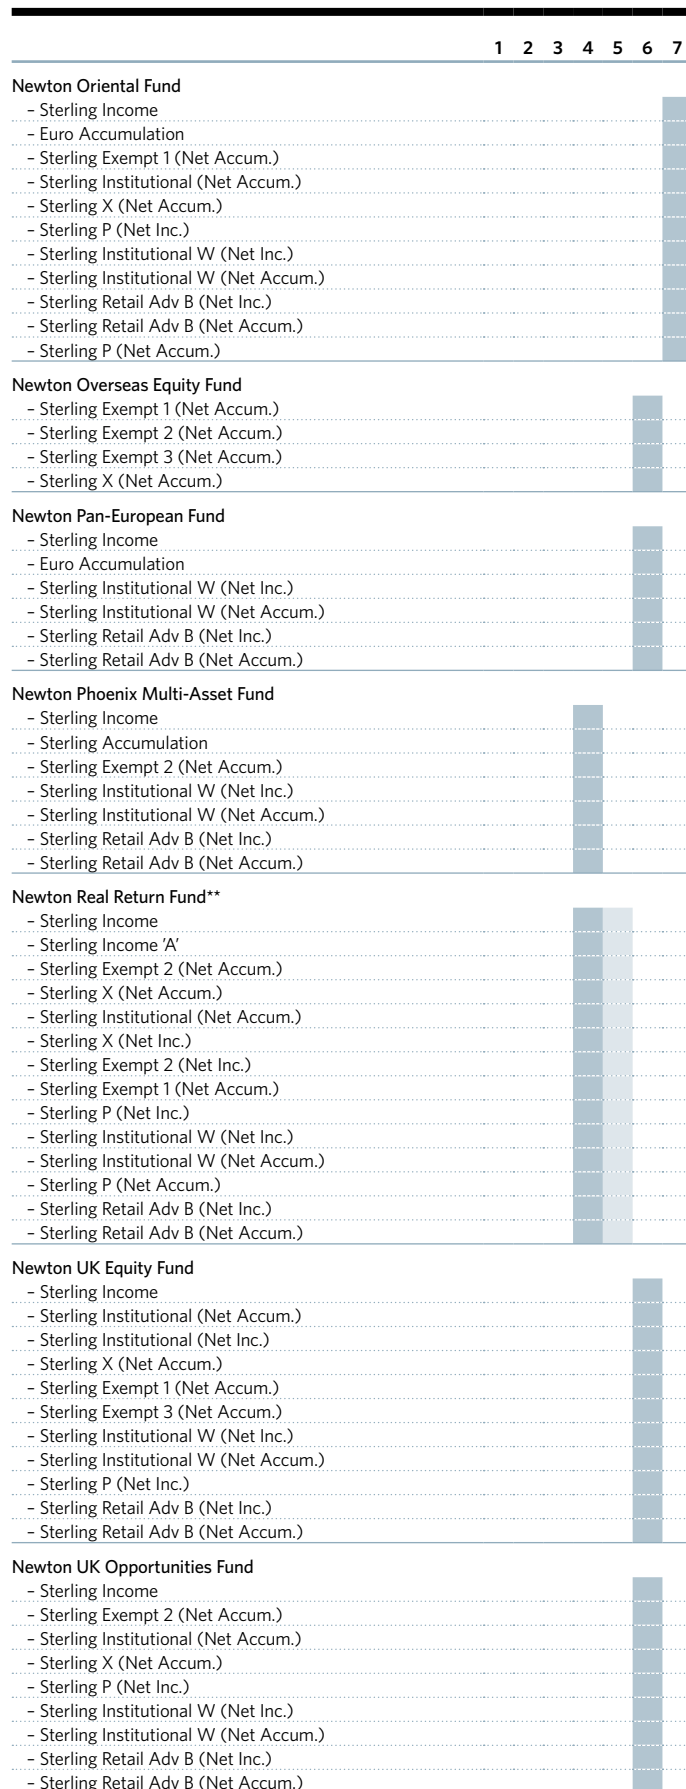 1 2 3 4 5 6 7
Newton Oriental Fund
– Sterling Income
– Euro Accumulation
– Sterling Exempt 1 (Net Accum.)
– Sterling Institutional (Net Accum.)
– Sterling X (Net Accum.)
– Sterling P (Net Inc.)
– Sterling Institutional W (Net Inc.)
– Sterling Institutional W (Net Accum.)
– Sterling Retail Adv B (Net Inc.)
– Sterling Retail Adv B (Net Accum.)
– Sterling P (Net Accum.)
Newton Overseas Equity Fund
– Sterling Exempt 1 (Net Accum.)
– Sterling Exempt 2 (Net Accum.)
– Sterling Exempt 3 (Net Accum.)
– Sterling X (Net Accum.)
Newton Pan-European Fund
– Sterling Income
– Euro Accumulation
– Sterling Institutional W (Net Inc.)
– Sterling Institutional W (Net Accum.)
– Sterling Retail Adv B (Net Inc.)
– Sterling Retail Adv B (Net Accum.)
Newton Phoenix Multi-Asset Fund
– Sterling Income
– Sterling Accumulation
– Sterling Exempt 2 (Net Accum.)
– Sterling Institutional W (Net Inc.)
– Sterling Institutional W (Net Accum.)
– Sterling Retail Adv B (Net Inc.)
– Sterling Retail Adv B (Net Accum.)
Newton Real Return Fund**
– Sterling Income
– Sterling Income 'A'
– Sterling Exempt 2 (Net Accum.)
– Sterling X (Net Accum.)
– Sterling Institutional (Net Accum.)
– Sterling X (Net Inc.)
– Sterling Exempt 2 (Net Inc.)
– Sterling Exempt 1 (Net Accum.)
– Sterling P (Net Inc.)
– Sterling Institutional W (Net Inc.)
– Sterling Institutional W (Net Accum.)
– Sterling P (Net Accum.)
– Sterling Retail Adv B (Net Inc.)
– Sterling Retail Adv B (Net Accum.)
Newton UK Equity Fund
– Sterling Income
– Sterling Institutional (Net Accum.)
– Sterling Institutional (Net Inc.)
– Sterling X (Net Accum.)
– Sterling Exempt 1 (Net Accum.)
– Sterling Exempt 3 (Net Accum.)
– Sterling Institutional W (Net Inc.)
– Sterling Institutional W (Net Accum.)
– Sterling P (Net Inc.)
– Sterling Retail Adv B (Net Inc.)
– Sterling Retail Adv B (Net Accum.)
Newton UK Opportunities Fund
– Sterling Income
– Sterling Exempt 2 (Net Accum.)
– Sterling Institutional (Net Accum.)
– Sterling X (Net Accum.)
– Sterling P (Net Inc.)
– Sterling Institutional W (Net Inc.)
– Sterling Institutional W (Net Accum.)
– Sterling Retail Adv B (Net Inc.)
– Sterling Retail Adv B (Net Accum.)